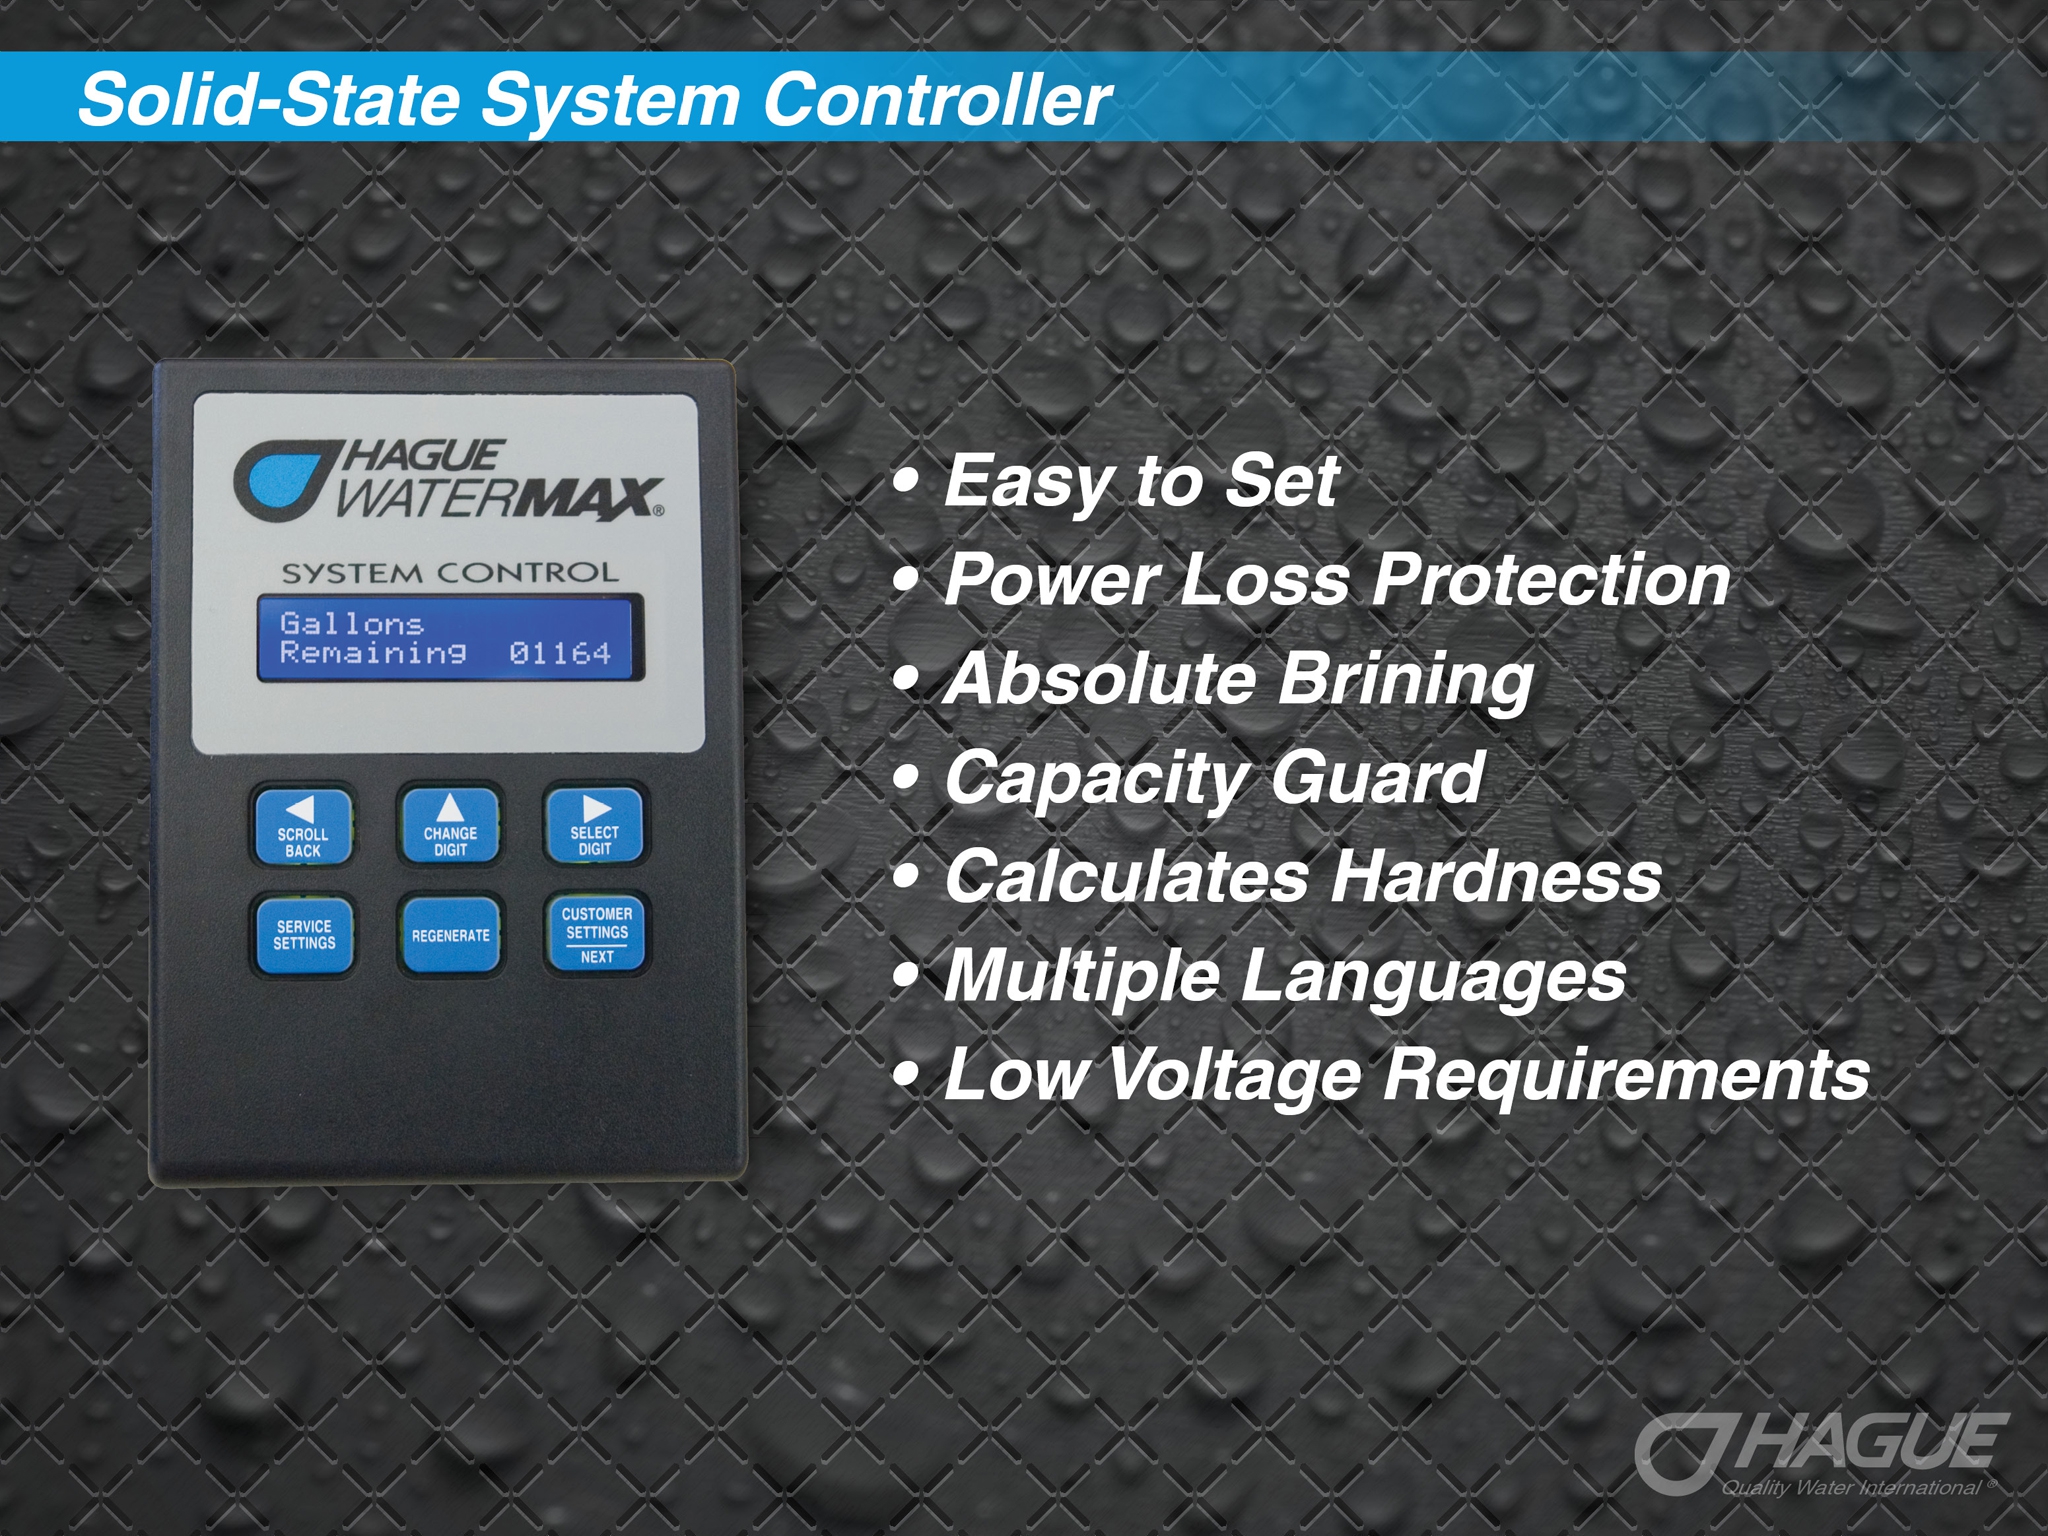 Solid-State System Controller
HAGUE
WATERMAX®
SYSTEM CONTROL
Gallons
Remaining 01164
SCROLL
BACK
CHANGE
DIGIT
SELECT
DIGIT
SERVICE
SETTINGS
REGENERATE
CUSTOMER
SETTINGS
NEXT
• Easy to Set
• Power Loss Protection
• Absolute Brining
• Capacity Guard
• Calculates Hardness
• Multiple Languages
• Low Voltage Requirements
HAGUE
Quality Water International®